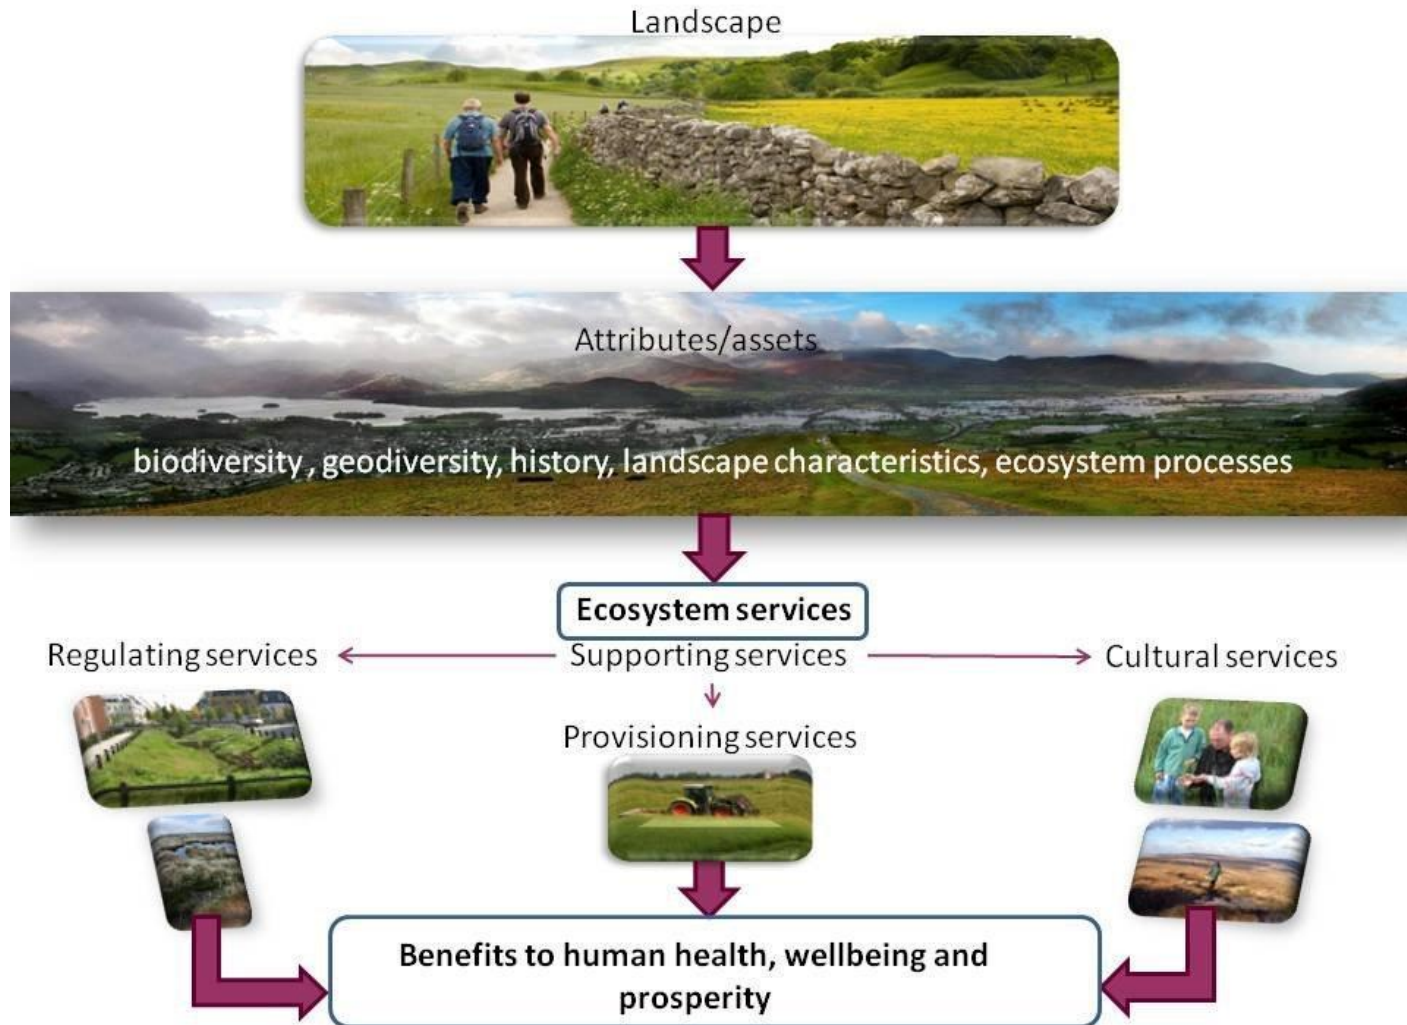 Landscape
Attributes/assets
biodiversity , geodiversity, history, landscape characteristics, ecosystem processes
Ecosystem services
Regulating services
Supporting services
Cultural services
Provisioning services
Benefits to human health, wellbeing and
prosperity